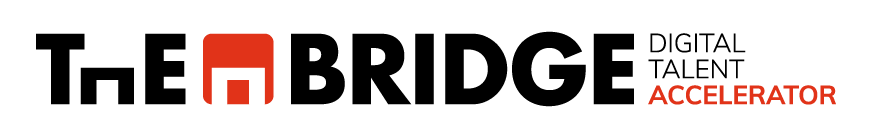 THE BRIDGE
DIGITAL
TALENT
ACCELERATOR